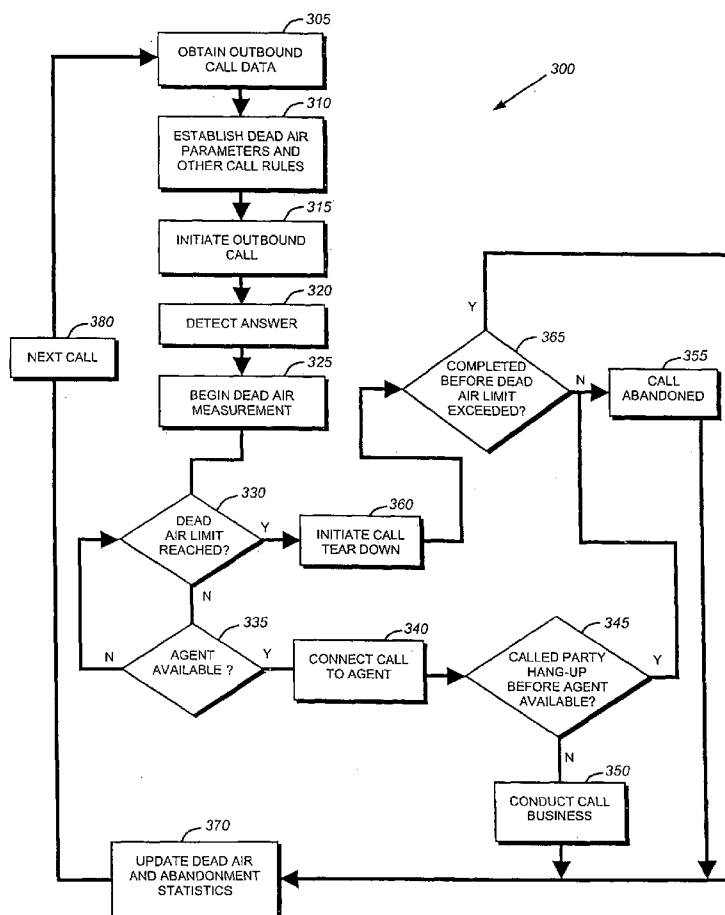 305
OBTAIN OUTBOUND
CALL DATA
300
310
ESTABLISH DEAD AIR
PARAMETERS AND
OTHER CALL RULES
315
INITIATE OUTBOUND
CALL
320
DETECT ANSWER
380
NEXT CALL
325
BEGIN DEAD AIR
MEASUREMENT
Y
365
COMPLETED
BEFORE DEAD
AIR LIMIT
EXCEEDED?
N
355
CALL
ABANDONED
330
DEAD
AIR LIMIT
REACHED?
Y
N
360
INITIATE CALL
TEAR DOWN
335
AGENT
AVAILABLE ?
N
Y
340
CONNECT CALL
TO AGENT
345
CALLED PARTY
HANG-UP
BEFORE AGENT
AVAILABLE?
Y
N
350
CONDUCT CALL
BUSINESS
370
UPDATE DEAD AIR
AND ABANDONMENT
STATISTICS